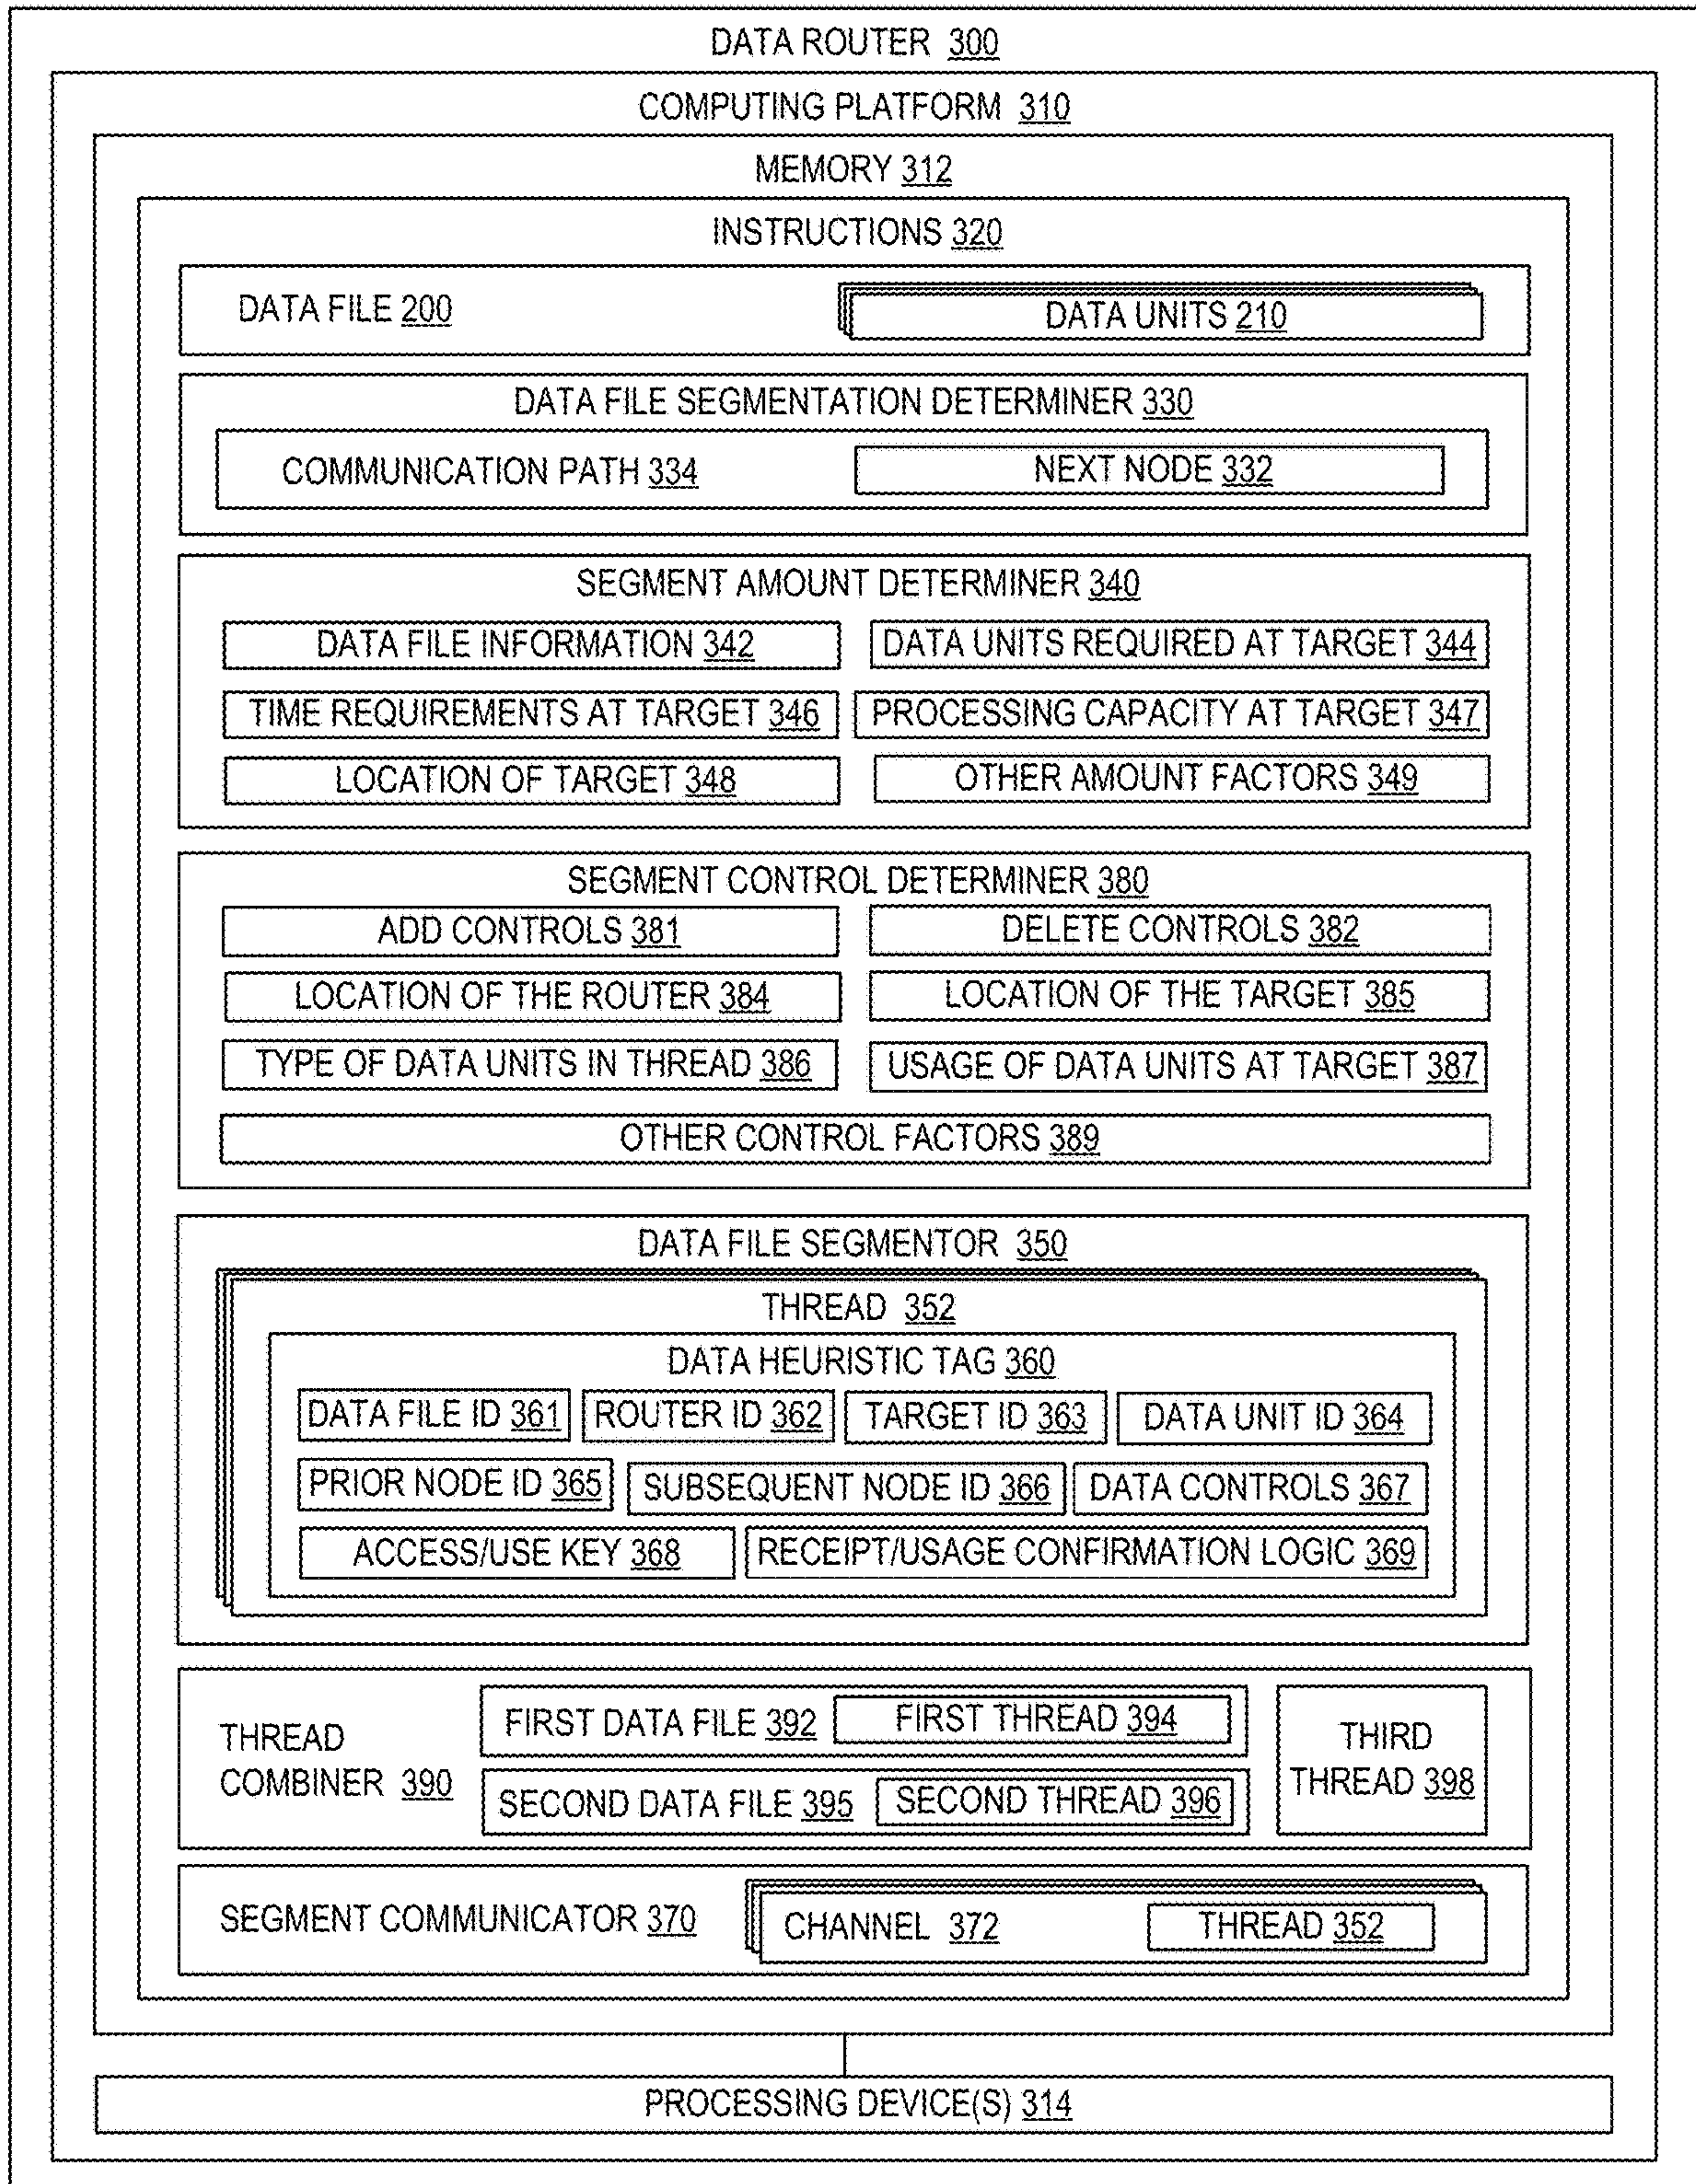 DATA ROUTER 300
COMPUTING PLATFORM 310
MEMORY 312
INSTRUCTIONS 320
DATA FILE 200
DATA UNITS 210
DATA FILE SEGMENTATION DETERMINER 330
COMMUNICATION PATH 334
NEXT NODE 332
SEGMENT AMOUNT DETERMINER 340
DATA FILE INFORMATION 342
DATA UNITS REQUIRED AT TARGET 344
TIME REQUIREMENTS AT TARGET 346
PROCESSING CAPACITY AT TARGET 347
LOCATION OF TARGET 348
OTHER AMOUNT FACTORS 349
SEGMENT CONTROL DETERMINER 380
ADD CONTROLS 381
DELETE CONTROLS 382
LOCATION OF THE ROUTER 384
LOCATION OF THE TARGET 385
TYPE OF DATA UNITS IN THREAD 386
USAGE OF DATA UNITS AT TARGET 387
OTHER CONTROL FACTORS 389
DATA FILE SEGMENTOR 350
THREAD 352
DATA HEURISTIC TAG 360
DATA FILE ID 361
ROUTER ID 362
TARGET ID 363
DATA UNIT ID 364
PRIOR NODE ID 365
SUBSEQUENT NODE ID 366
DATA CONTROLS 367
ACCESS/USE KEY 368
RECEIPT/USAGE CONFIRMATION LOGIC 369
THREAD
COMBINER 390
FIRST DATA FILE 392
FIRST THREAD 394
SECOND DATA FILE 395
SECOND THREAD 396
THIRD
THREAD 398
SEGMENT COMMUNICATOR 370
CHANNEL 372
THREAD 352
PROCESSING DEVICE(S) 314